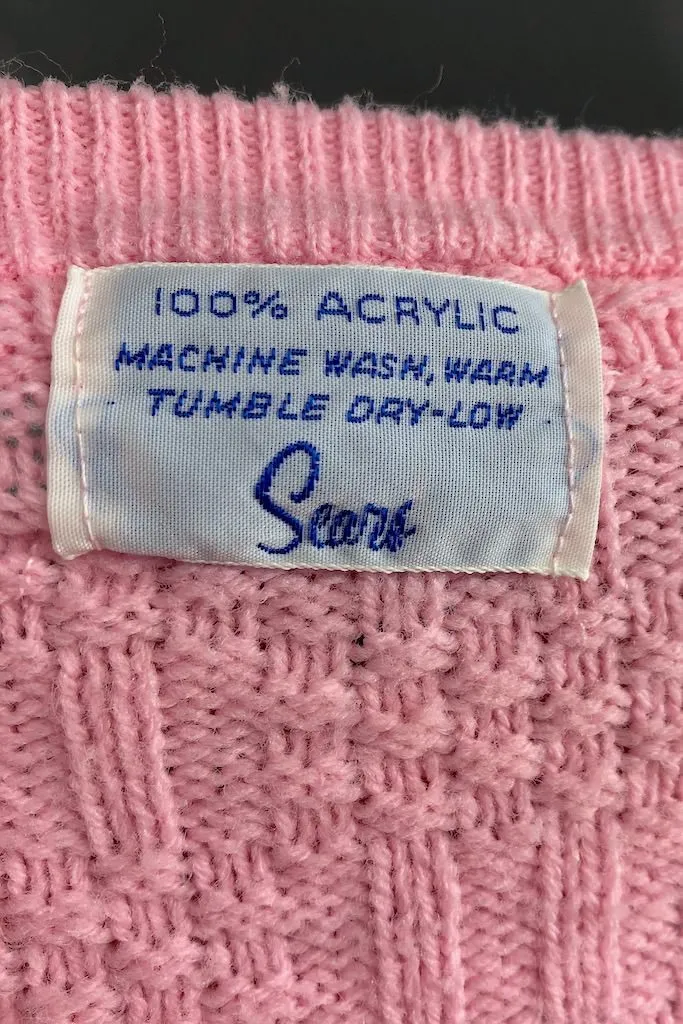 100% ACRYLIC
MACHINE WASH, WARM
TUMBLE DRY-LOW
Sears